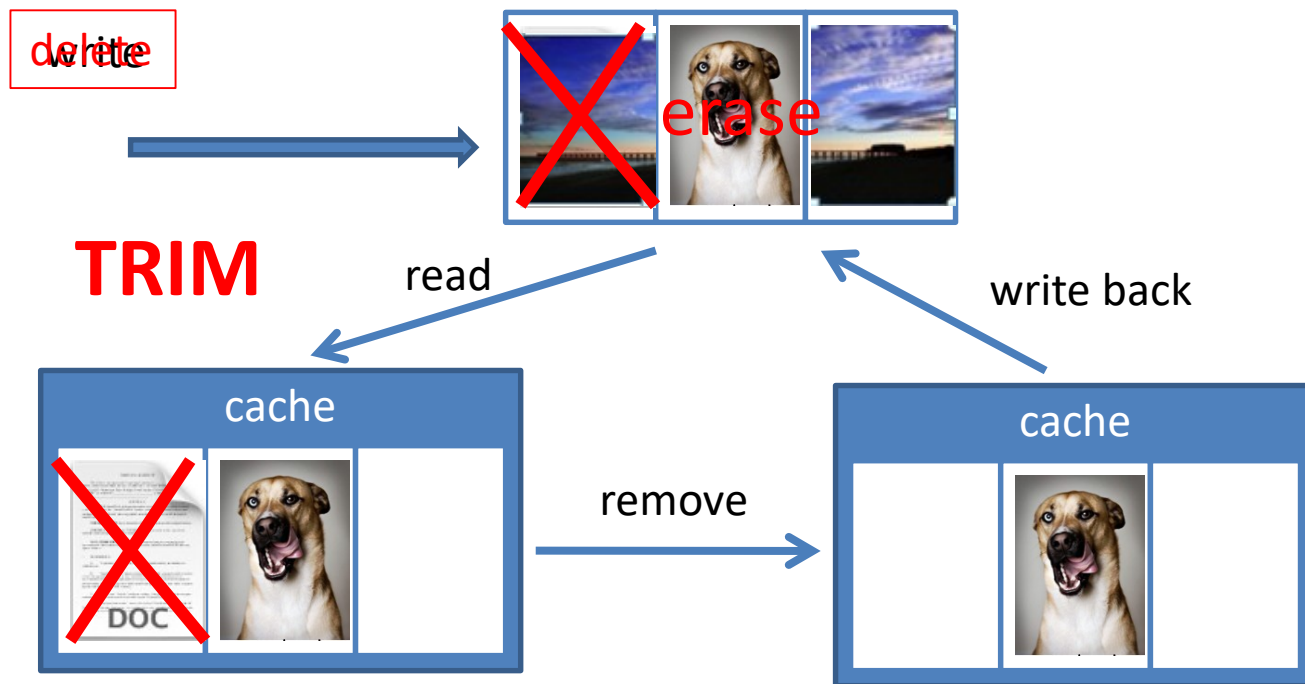 delete
write
erase
TRIM
read
write back
cache
cache
remove
DOC